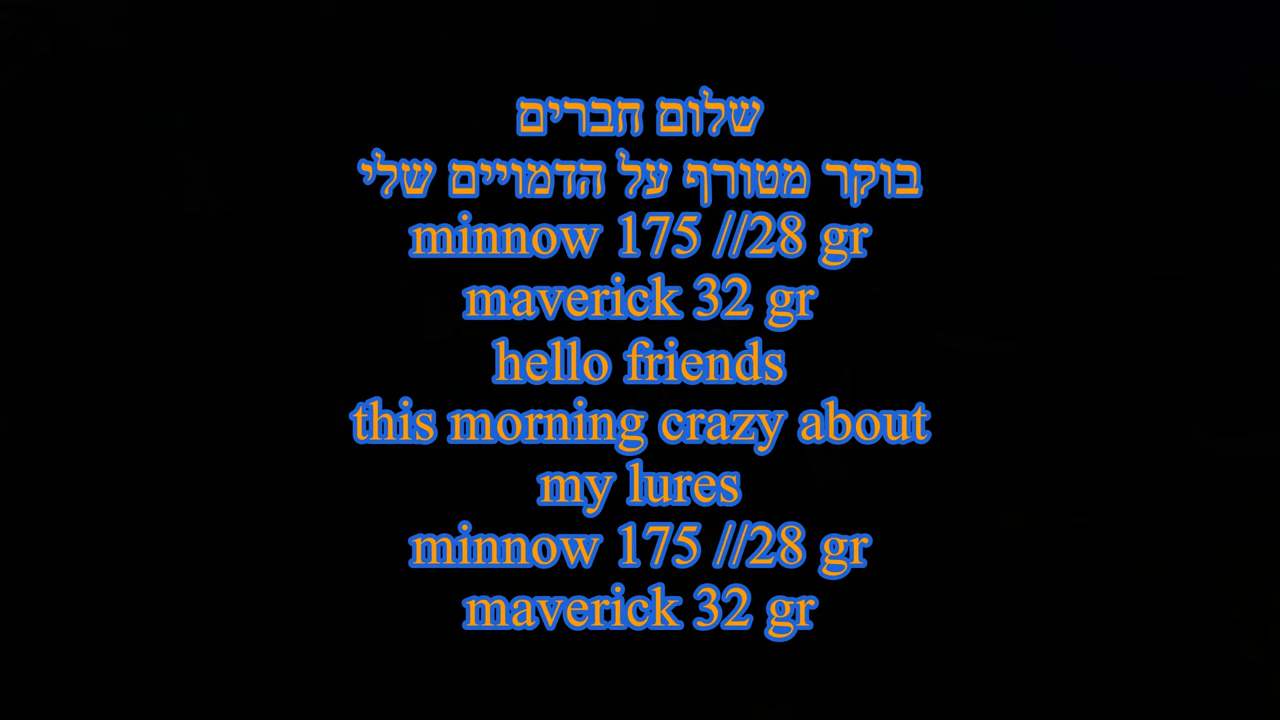 שלום חברים
בוקר מטורף על הדמויים שלי
minnow 175 //28 gr
maverick 32 gr
hello friends
this morning crazy about
my lures
minnow 175 //28 gr
maverick 32 gr